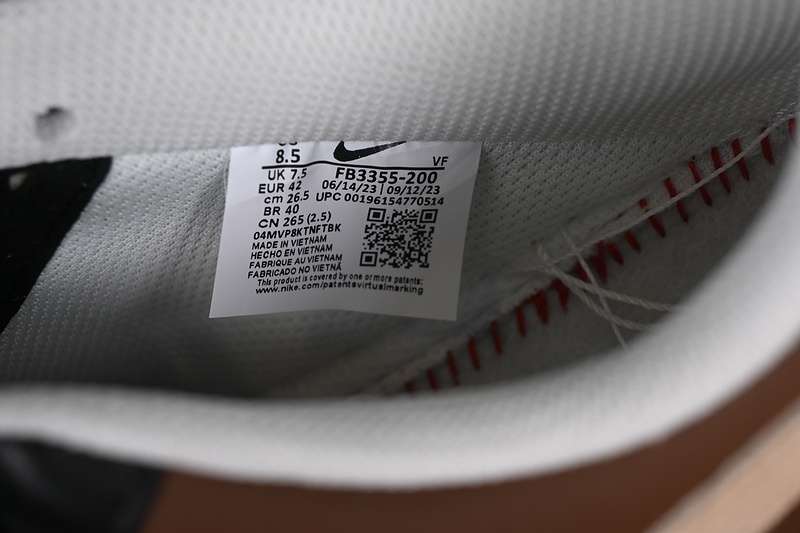 8.5
VF
UK 7.5
FB3355-200
EUR 42
06/14/23 | 09/12/23
cm 26.5
UPC 00196154770514
BR 40
CN 265 (2.5)
04MVP8KTNFTBK
MADE IN VIETNAM
HECHO EN VIETNAM
FABRIQUE AU VIETNAM
FABRICADO NO VIETNÃ
This product is covered by one or more patents:
www.nike.com/patentsvirtualmarking